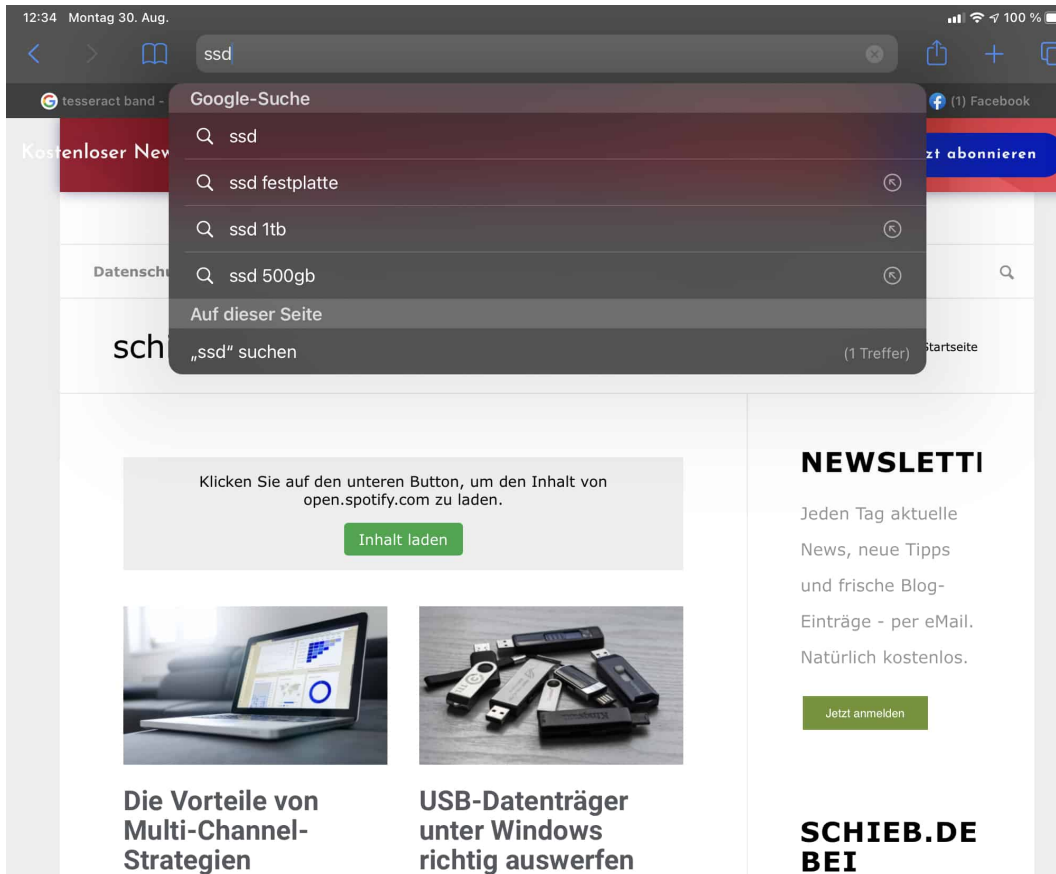 12:34 Montag 30. Aug.
100 %
ssd
tesseract band -
(1) Facebook
Google-Suche
ssd
ssd festplatte
ssd 1tb
ssd 500gb
Auf dieser Seite
„ssd“ suchen
(1 Treffer)
Kostenloser New
zt abonnieren
Datenschu
schi
Startseite
Klicken Sie auf den unteren Button, um den Inhalt von
open.spotify.com zu laden.
Inhalt laden
Die Vorteile von
Multi-Channel-
Strategien
USB-Datenträger
unter Windows
richtig auswerfen
NEWSLETT
Jeden Tag aktuelle
News, neue Tipps
und frische Blog-
Einträge - per eMail.
Natürlich kostenlos.
Jetzt anmelden
SCHIEB.DE
BEI